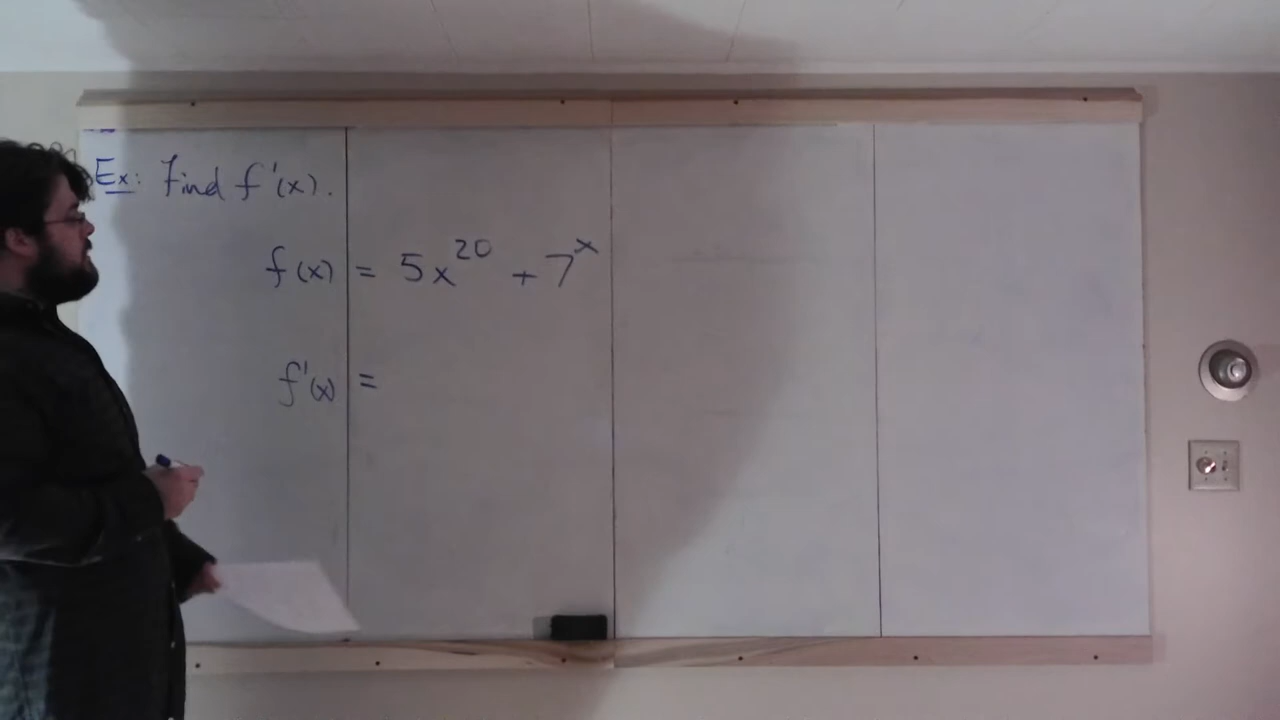 Ex: Find f'(x).
f(x) = 5x^20 + 7^x
f'(x) =